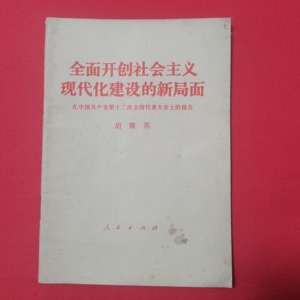 全面开创社会主义
现代化建设的新局面
在中国共产党第十二次全国代表大会上的报告
胡耀邦
人民出版社